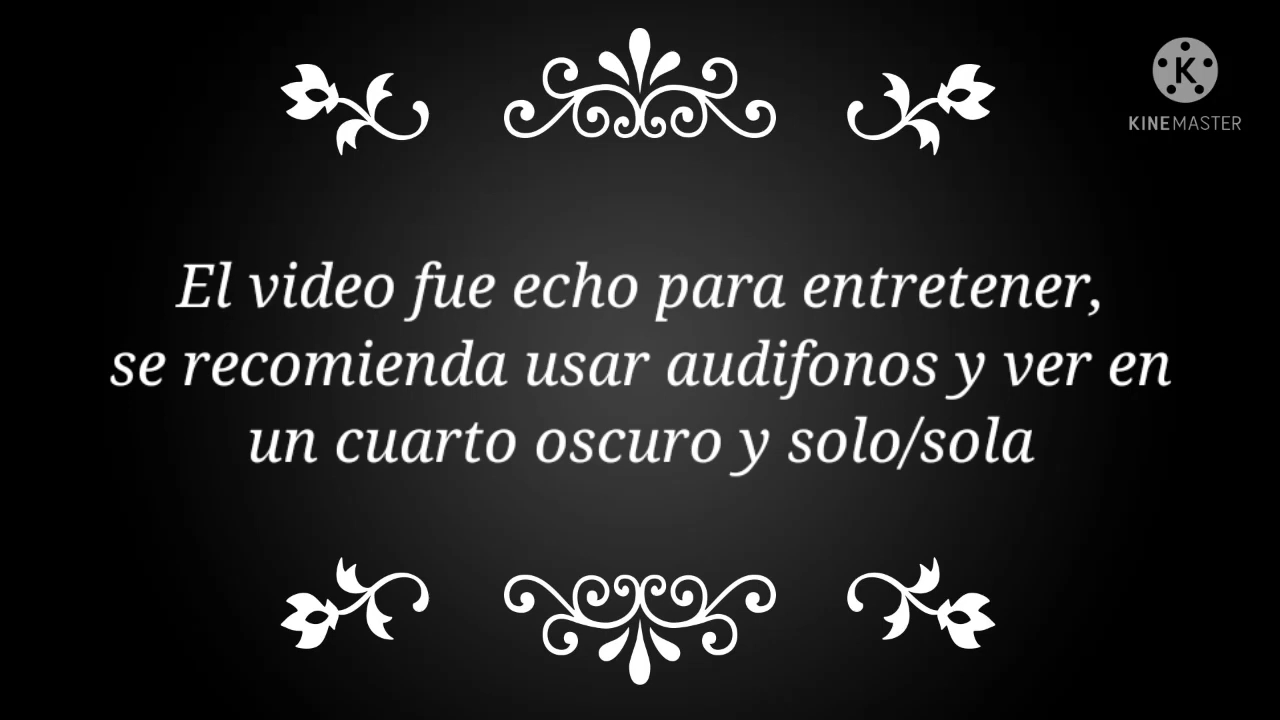 KINEMASTER
El video fue echo para entretener,
se recomienda usar audifonos y ver en
un cuarto oscuro y solo/sola